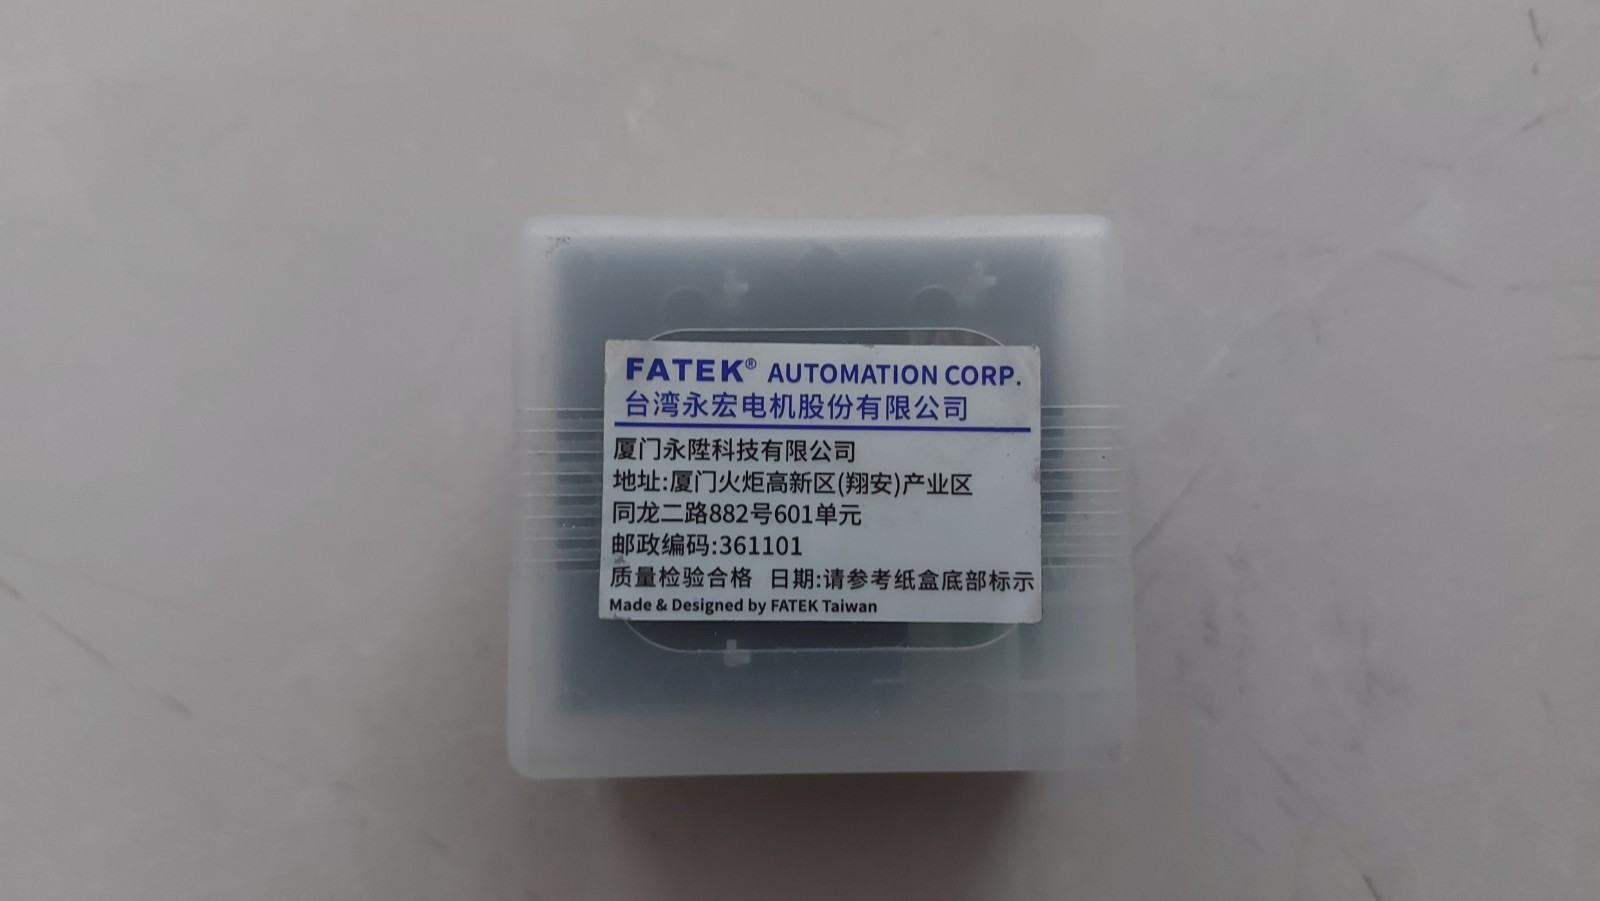 FATEK® AUTOMATION CORP.
台湾永宏电机股份有限公司
厦门永陞科技有限公司
地址:厦门火炬高新区(翔安)产业区
同龙二路882号601单元
邮政编码:361101
质量检验合格 日期:请参考纸盒底部标示
Made & Designed by FATEK Taiwan